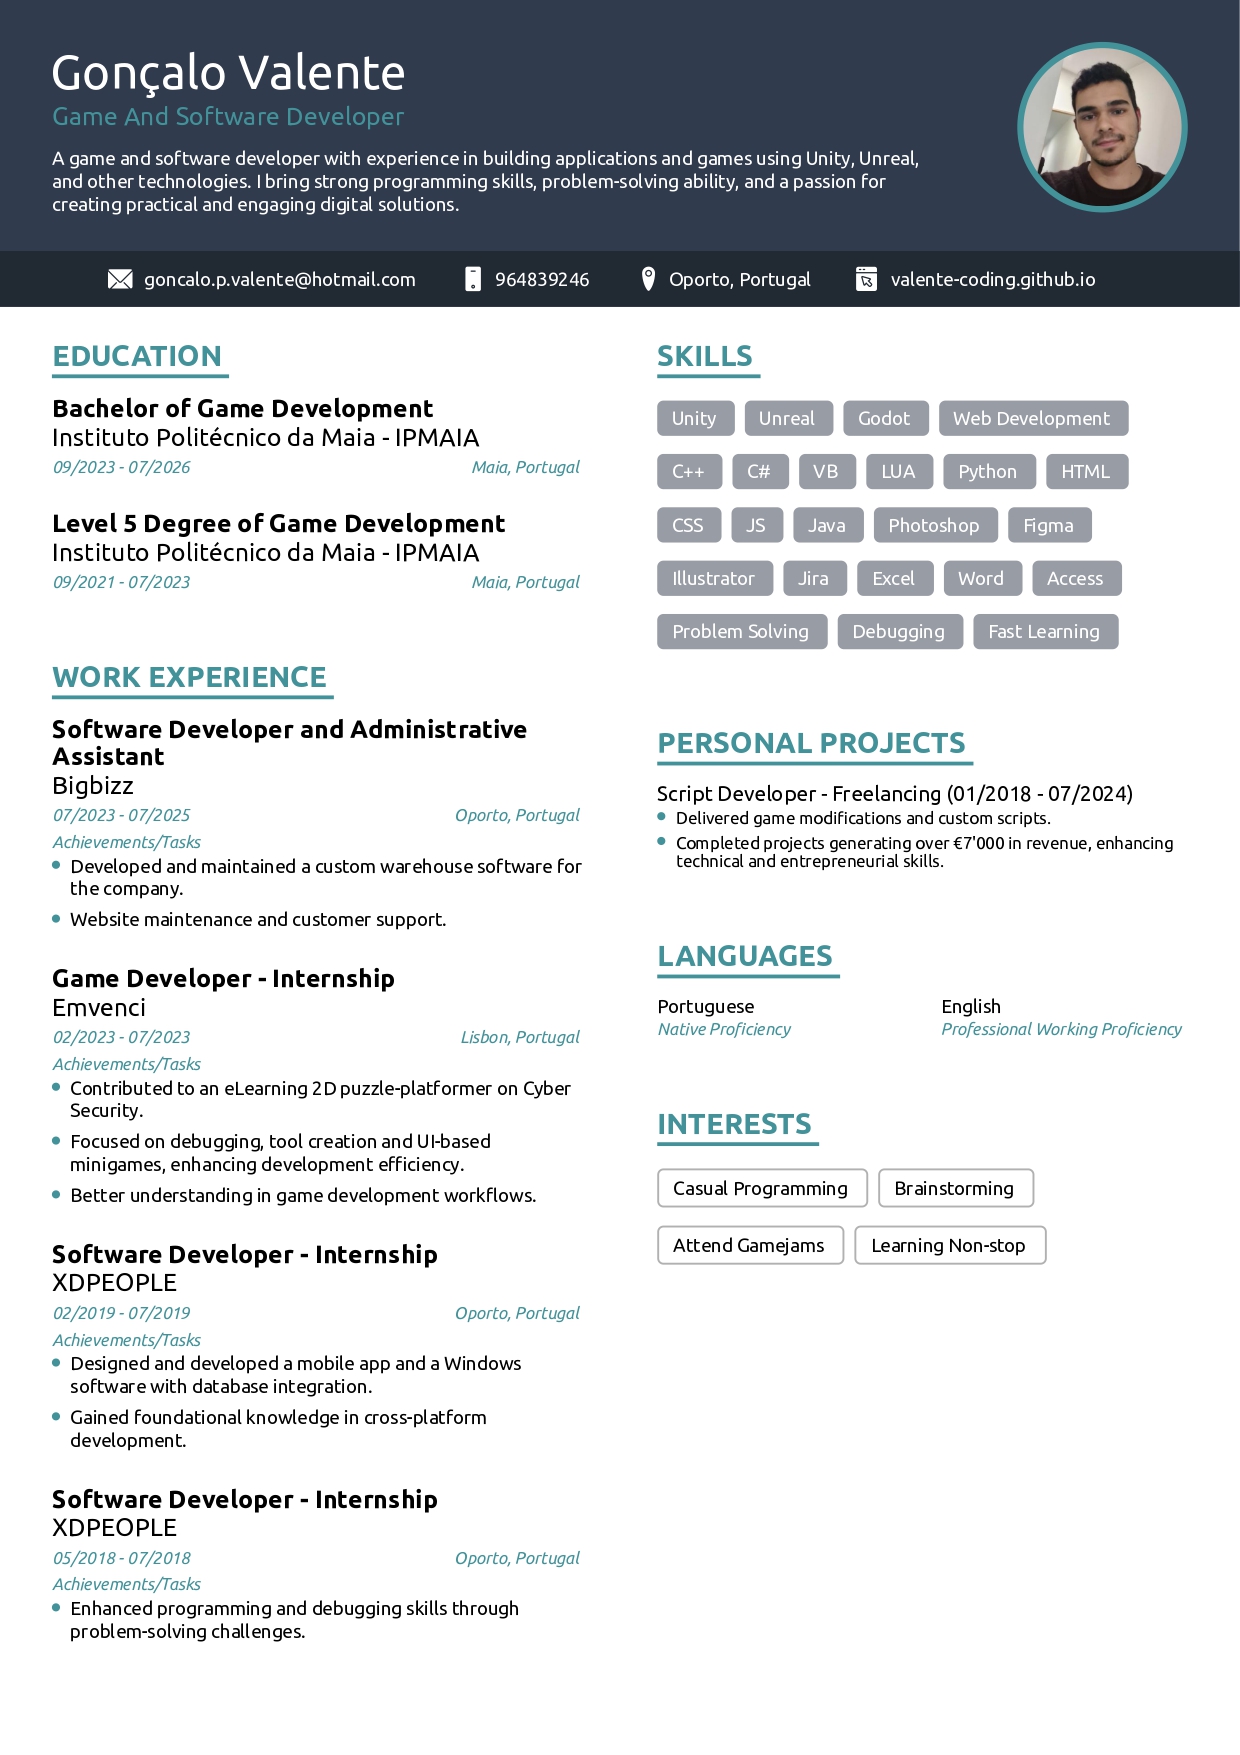 Gonçalo Valente
Game And Software Developer
A game and software developer with experience in building applications and games using Unity, Unreal,
and other technologies. I bring strong programming skills, problem-solving ability, and a passion for
creating practical and engaging digital solutions.
goncalo.p.valente@hotmail.com
964839246
Oporto, Portugal
valente-coding.github.io
EDUCATION
Bachelor of Game Development
Instituto Politécnico da Maia - IPMAIA
09/2023 - 07/2026
Maia, Portugal
Level 5 Degree of Game Development
Instituto Politécnico da Maia - IPMAIA
09/2021 - 07/2023
Maia, Portugal
WORK EXPERIENCE
Software Developer and Administrative
Assistant
Bigbizz
07/2023 - 07/2025
Oporto, Portugal
Achievements/Tasks
Developed and maintained a custom warehouse software for
the company.
Website maintenance and customer support.
Game Developer - Internship
Emvenci
02/2023 - 07/2023
Lisbon, Portugal
Achievements/Tasks
Contributed to an eLearning 2D puzzle-platformer on Cyber
Security.
Focused on debugging, tool creation and UI-based
minigames, enhancing development efficiency.
Better understanding in game development workflows.
Software Developer - Internship
XDPEOPLE
02/2019 - 07/2019
Oporto, Portugal
Achievements/Tasks
Designed and developed a mobile app and a Windows
software with database integration.
Gained foundational knowledge in cross-platform
development.
Software Developer - Internship
XDPEOPLE
05/2018 - 07/2018
Oporto, Portugal
Achievements/Tasks
Enhanced programming and debugging skills through
problem-solving challenges.
SKILLS
Unity Unreal Godot Web Development
C++ C# VB LUA Python HTML
CSS JS Java Photoshop Figma
Illustrator Jira Excel Word Access
Problem Solving Debugging Fast Learning
PERSONAL PROJECTS
Script Developer - Freelancing (01/2018 - 07/2024)
Delivered game modifications and custom scripts.
Completed projects generating over €7'000 in revenue, enhancing
technical and entrepreneurial skills.
LANGUAGES
Portuguese
Native Proficiency
English
Professional Working Proficiency
INTERESTS
Casual Programming Brainstorming
Attend Gamejams Learning Non-stop